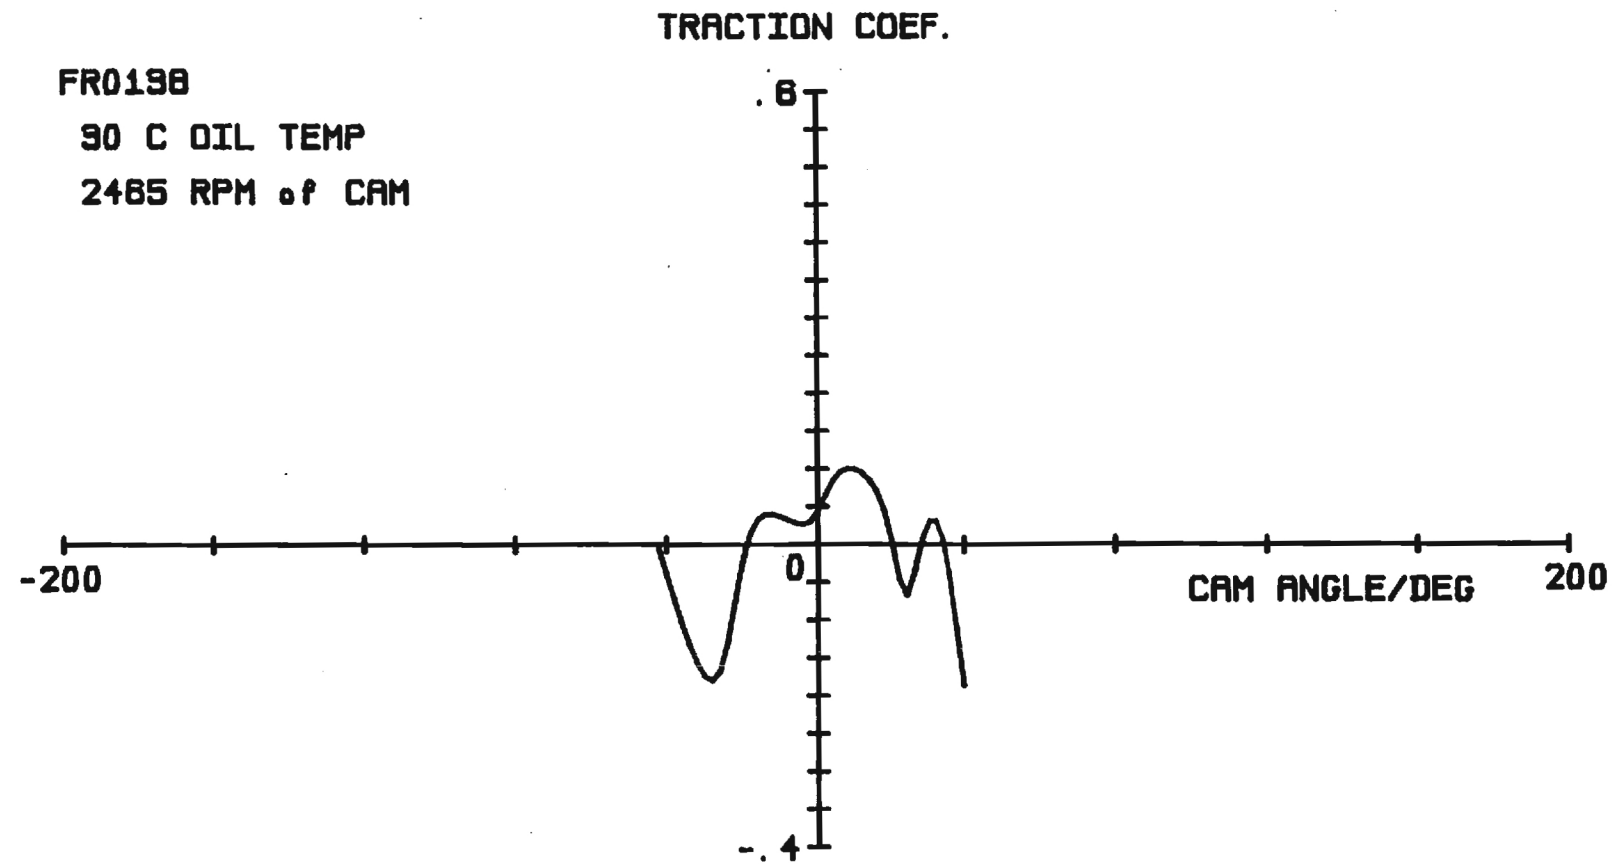 TRACTION COEF.
FR0198
90 C OIL TEMP
2465 RPM of CAM
.6
-200
0
CAM ANGLE/DEG
200
-.4